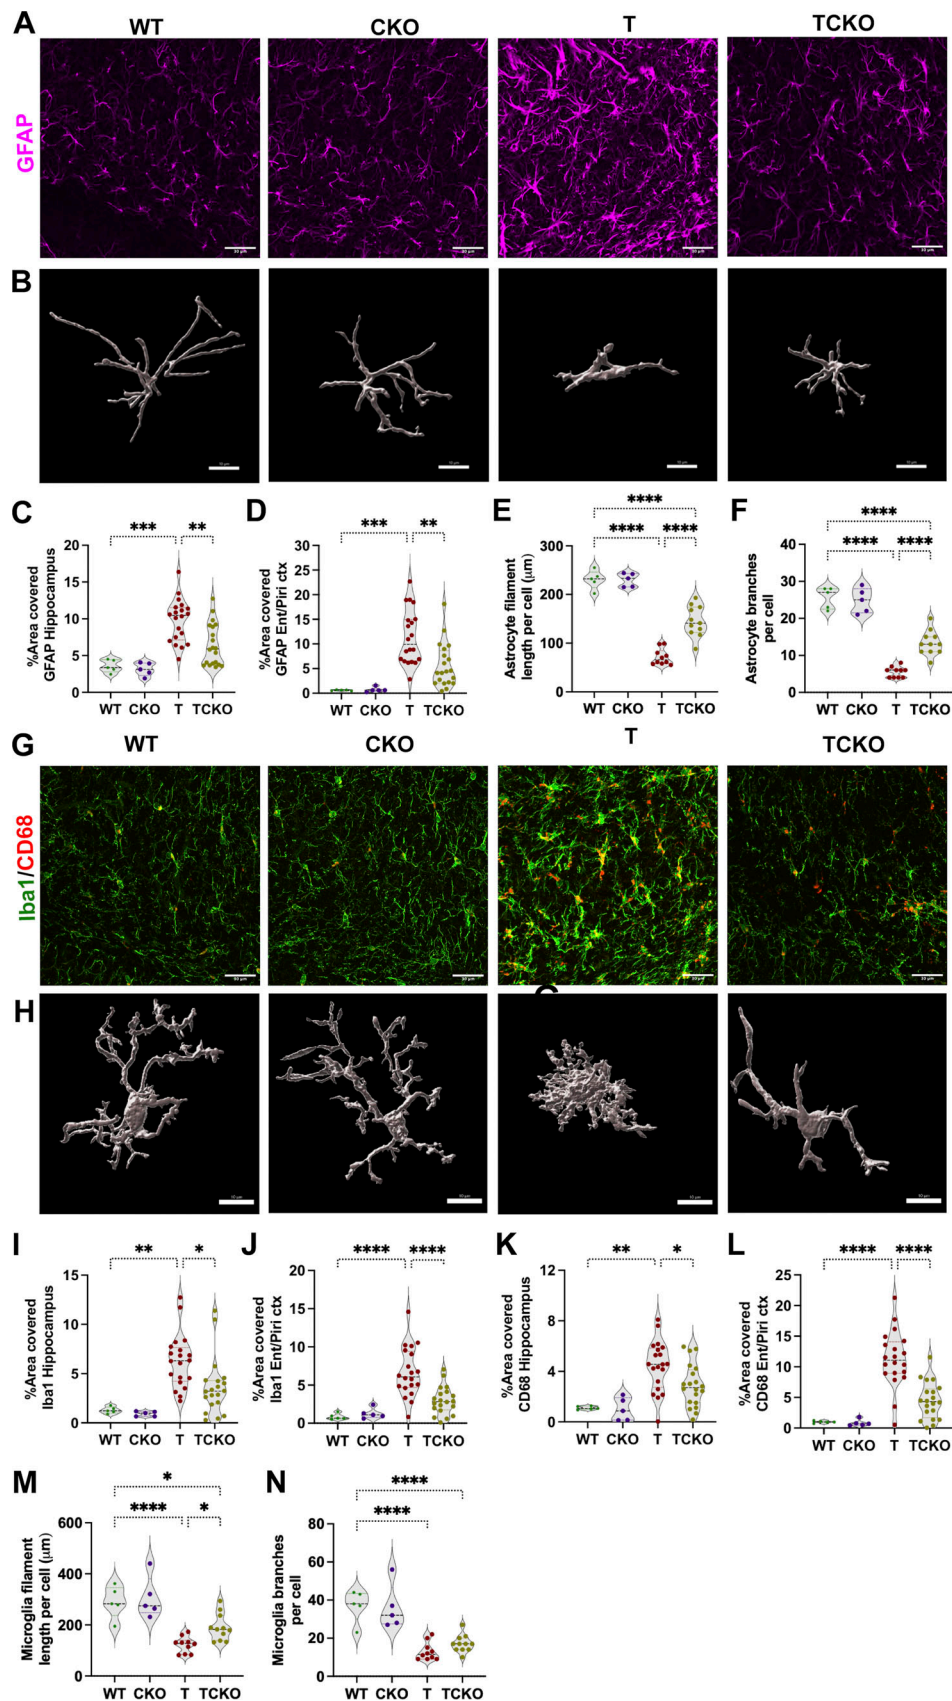 A
WT
CKO
T
TCKO
GFAP
B
C
D
E
F
%Area covered
GFAP Hippocampus
20
15
10
5
0
WT CKO T TCKO
*** **
%Area covered
GFAP Ent/Piri ctx
25
20
15
10
5
0
WT CKO T TCKO
*** **
Astrocyte filament
length per cell (μm)
300
200
100
0
WT CKO T TCKO
****
**** ****
Astrocyte branches
per cell
40
30
20
10
0
WT CKO T TCKO
****
**** ****
G
WT
CKO
T
TCKO
Iba1/CD68
H
I
J
K
L
%Area covered
Iba1 Hippocampus
15
10
5
0
WT CKO T TCKO
** *
%Area covered
Iba1 Ent/Piri ctx
20
15
10
5
0
WT CKO T TCKO
**** ****
%Area covered
CD68 Hippocampus
12
8
4
0
WT CKO T TCKO
** *
%Area covered
CD68 Ent/Piri ctx
25
20
15
10
5
0
WT CKO T TCKO
**** ****
M
N
Microglia filament
length per cell (μm)
600
400
200
0
WT CKO T TCKO
*
**** *
Microglia branches
per cell
80
60
40
20
0
WT CKO T TCKO
****
****